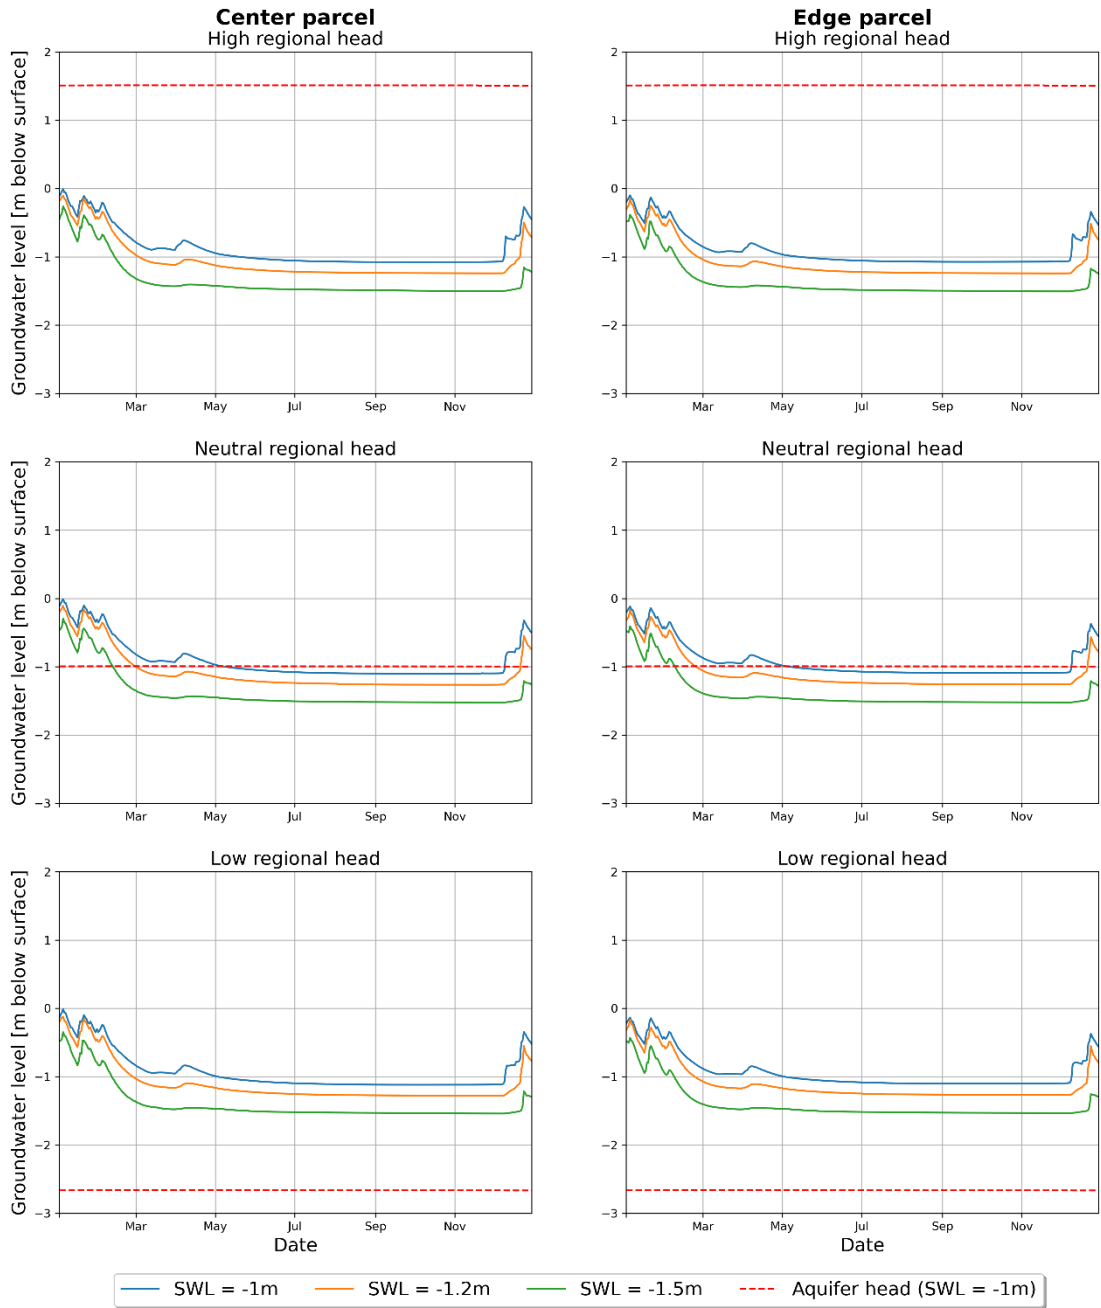 Center parcel
High regional head
Groundwater level [m below surface]
2
1
0
−1
−2
−3
Mar May Jul Sep Nov
Edge parcel
High regional head
2
1
0
−1
−2
−3
Mar May Jul Sep Nov
Neutral regional head
Groundwater level [m below surface]
2
1
0
−1
−2
−3
Mar May Jul Sep Nov
Neutral regional head
2
1
0
−1
−2
−3
Mar May Jul Sep Nov
Low regional head
Groundwater level [m below surface]
2
1
0
−1
−2
−3
Mar May Jul Sep Nov
Date
Low regional head
2
1
0
−1
−2
−3
Mar May Jul Sep Nov
Date
SWL = -1m SWL = -1.2m SWL = -1.5m Aquifer head (SWL = -1m)